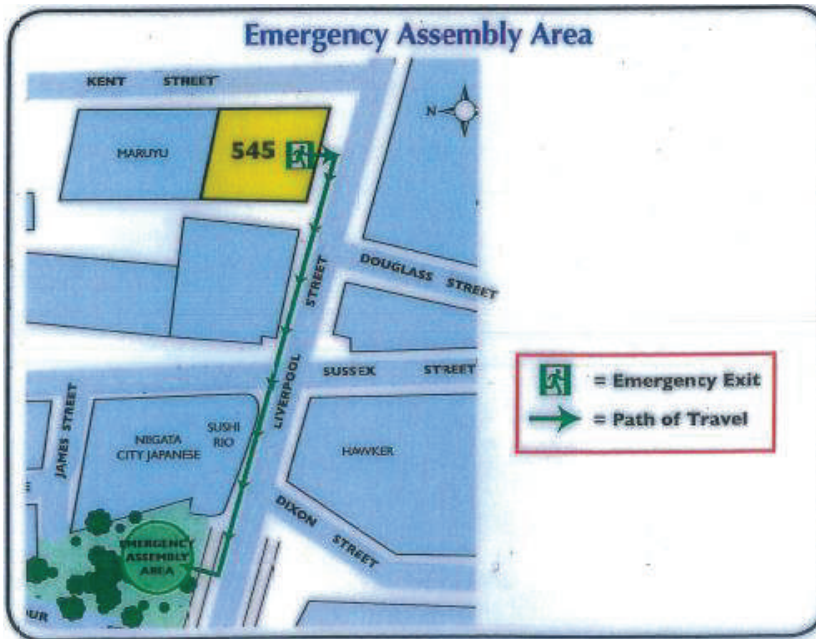 Emergency Assembly Area
KENT STREET
N
MARUYU
545
DOUGLASS STREET
LIVERPOOL STREET
SUSSEX STREET
= Emergency Exit
= Path of Travel
JAMES STREET
NIIGATA
CITY JAPANESE
SUSHI
RIO
HAWKER
DIXON STREET
EMERGENCY
ASSEMBLY
AREA
OUR